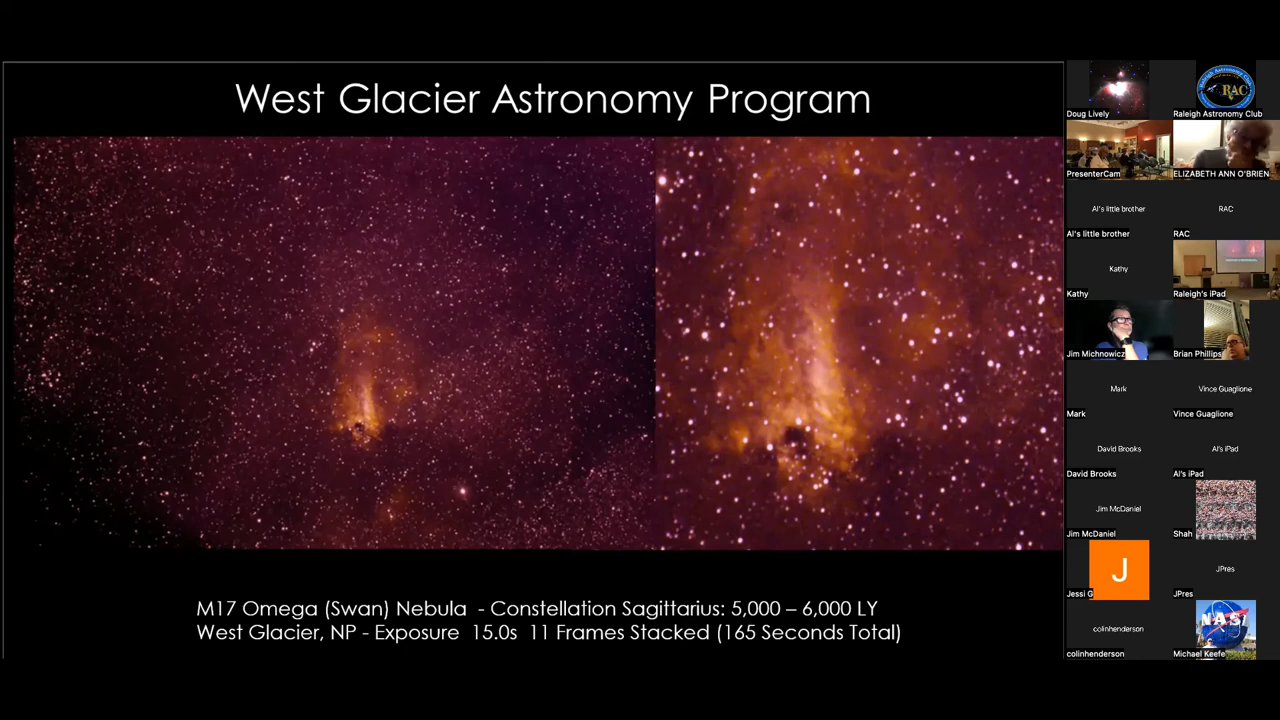 West Glacier Astronomy Program
M17 Omega (Swan) Nebula - Constellation Sagittarius: 5,000 – 6,000 LY
West Glacier, NP - Exposure 15.0s 11 Frames Stacked (165 Seconds Total)
Doug Lively
RAC
Raleigh Astronomy Club
PresenterCam
ELIZABETH ANN O'BRIEN
Al's little brother
Al's little brother
RAC
RAC
Kathy
Kathy
Raleigh's iPad
Jim Michnowicz
Brian Phillips
Mark
Mark
Vince Guaglione
Vince Guaglione
David Brooks
David Brooks
Al's iPad
Al's iPad
Jim McDaniel
Jim McDaniel
Shah
J
Jessi G
JPres
JPres
colinhenderson
colinhenderson
NASA
Michael Keefe